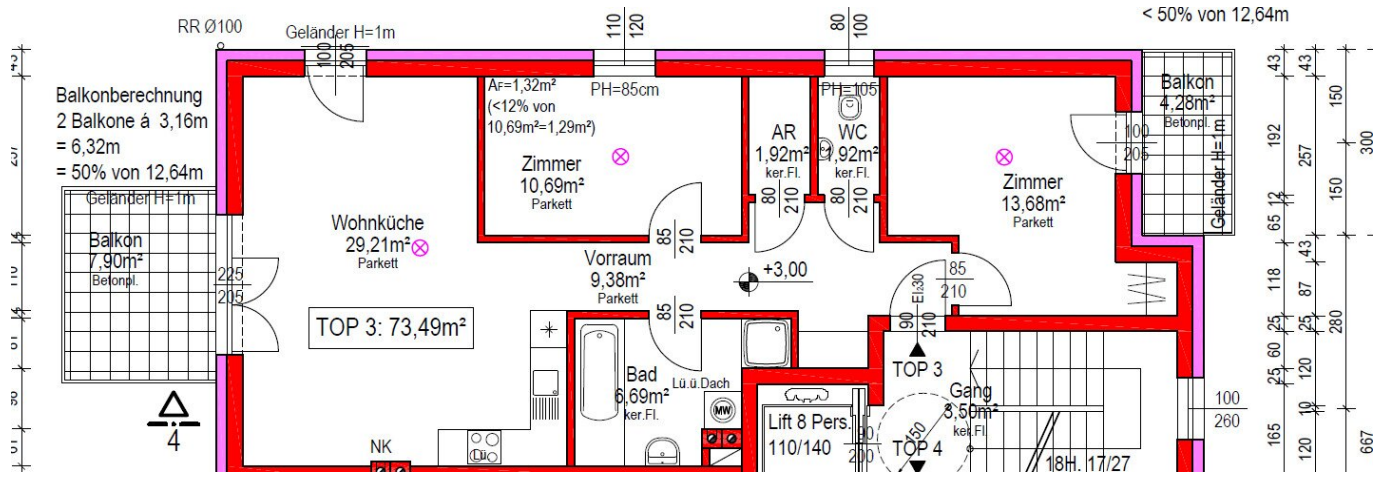 < 50% von 12,64m
RR Ø100
Geländer H=1m
110
120
80
100
100
205
PH=85cm
PH=105
Balkonberechnung
2 Balkone á 3,16m
= 6,32m
= 50% von 12,64m
Geländer H=1m
Balkon
7,90m²
Betonpl.
225
205
AF=1,32m²
(<12% von
10,69m²=1,29m²)
Zimmer
10,69m²
Parkett
AR
1,92m²
ker.Fl.
80
210
WC
1,92m²
ker.Fl.
80
210
Zimmer
13,68m²
Parkett
100
205
Balkon
4,28m²
Betonpl.
Geländer H=1m
Wohnküche
29,21m²
Parkett
85
210
Vorraum
9,38m²
Parkett
+3,00
85
210
TOP 3: 73,49m²
85
210
90
210
EI₂30
Bad
6,69m²
ker.Fl.
Lü.ü.Dach
MW
Lü
NK
4
TOP 3
Gang
3,50m²
ker.Fl.
150
TOP 4
Lift 8 Pers.
110/140
90
200
18H, 17/27
100
260
43
192
12
65
118
25
60
25
165
43
257
43
87
25
120
10
120
150
150
280
300
667